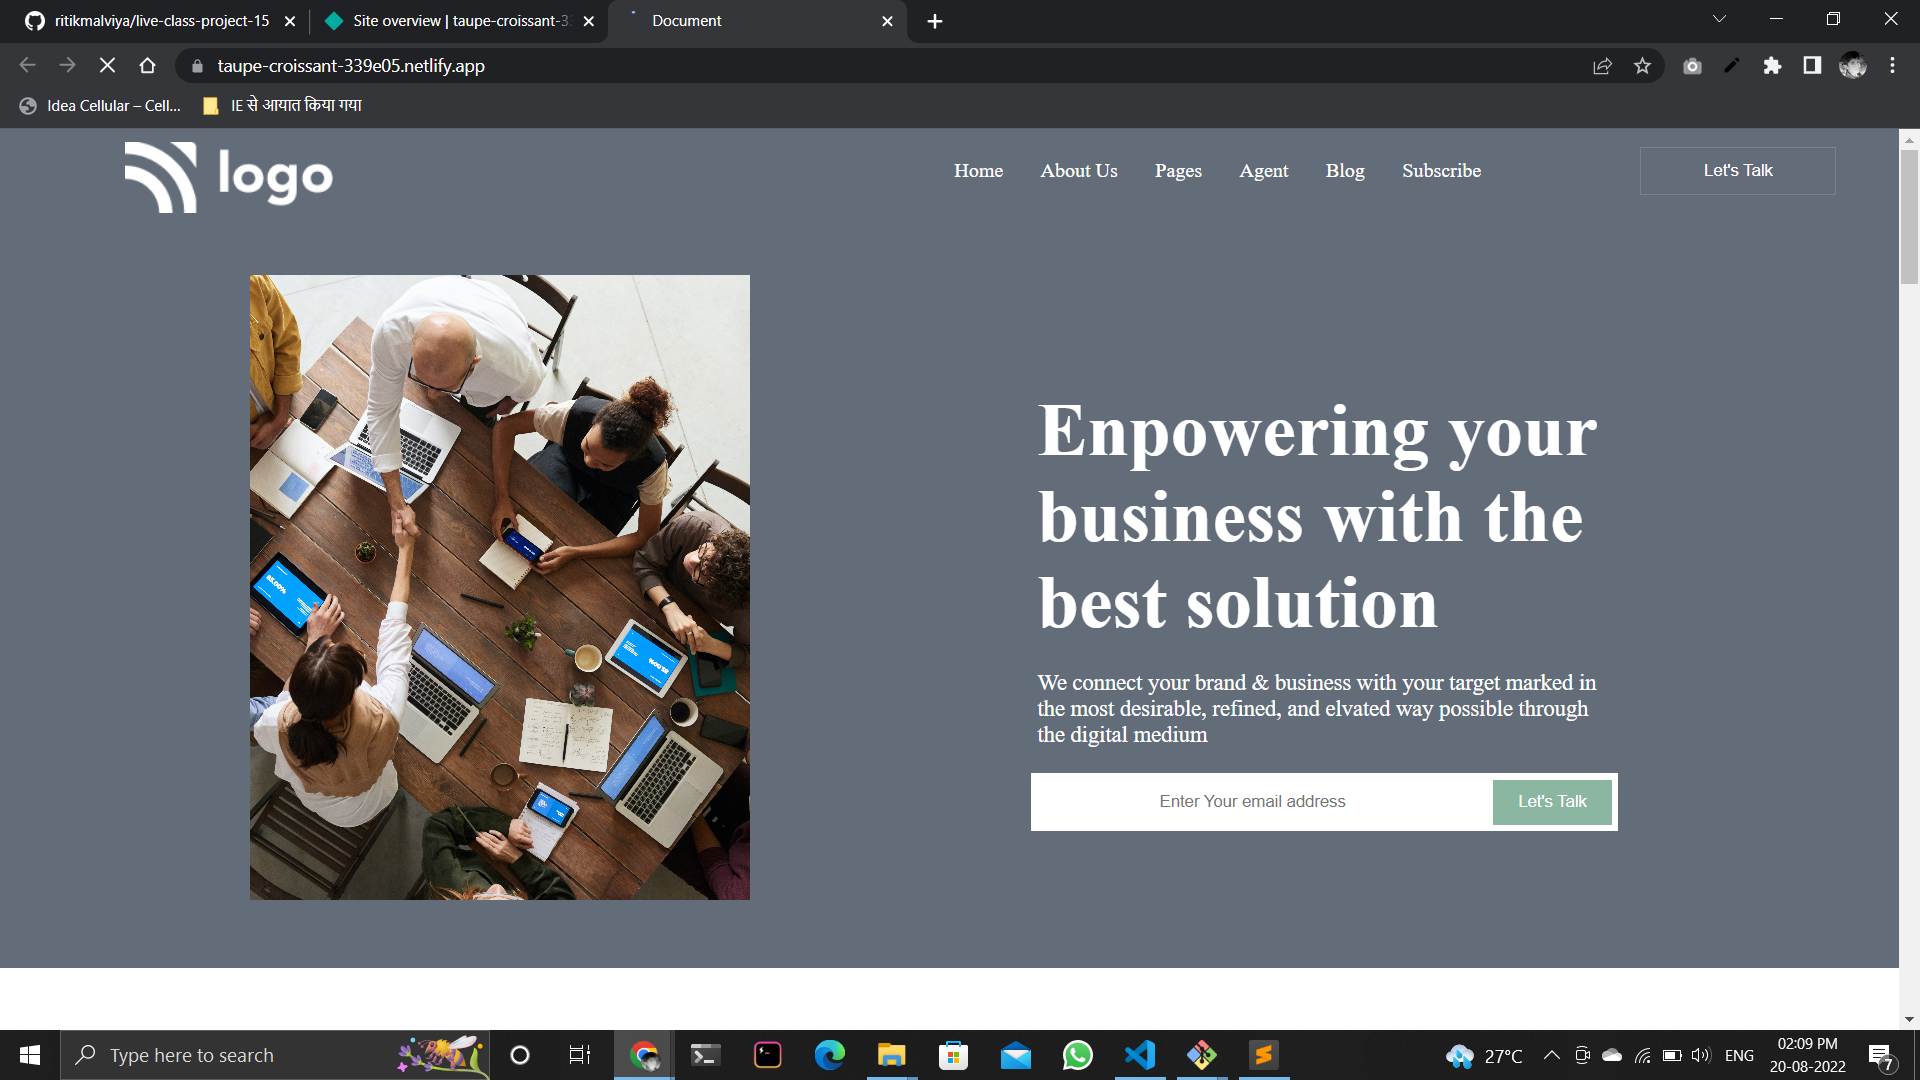 ritikmalviya/live-class-project-15
Site overview | taupe-croissant-3
Document
taupe-croissant-339e05.netlify.app
Idea Cellular – Cell...
IE से आयात किया गया
logo
Home
About Us
Pages
Agent
Blog
Subscribe
Let's Talk
Enpowering your
business with the
best solution
We connect your brand & business with your target marked in
the most desirable, refined, and elvated way possible through
the digital medium
Enter Your email address
Let's Talk
Type here to search
27°C
ENG
02:09 PM
20-08-2022
7